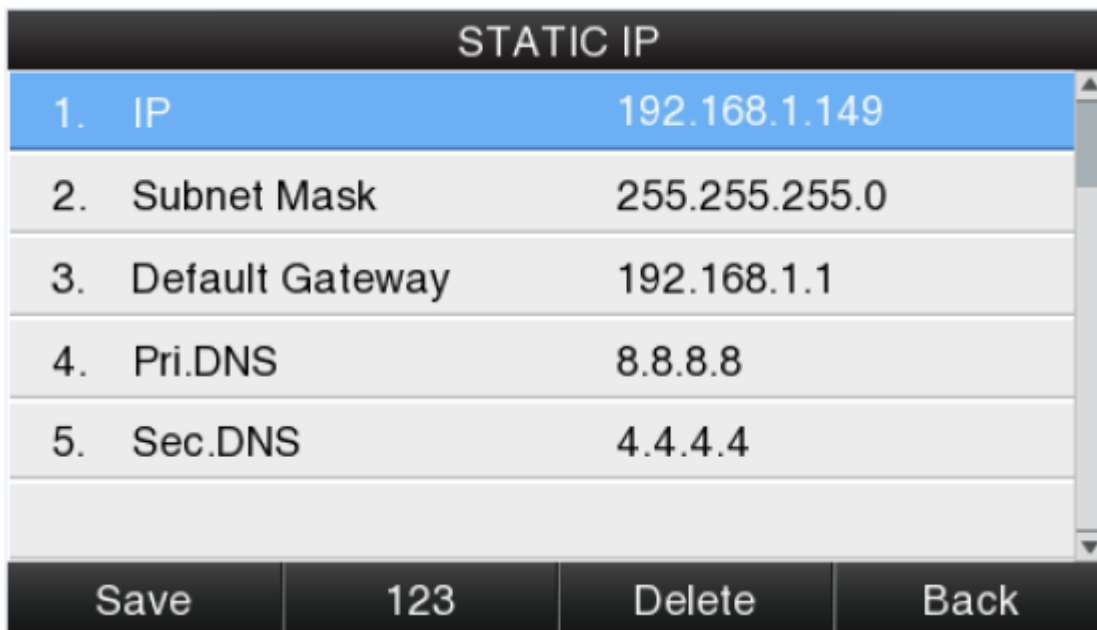 STATIC IP
1. IP 192.168.1.149
2. Subnet Mask 255.255.255.0
3. Default Gateway 192.168.1.1
4. Pri.DNS 8.8.8.8
5. Sec.DNS 4.4.4.4
Save 123 Delete Back